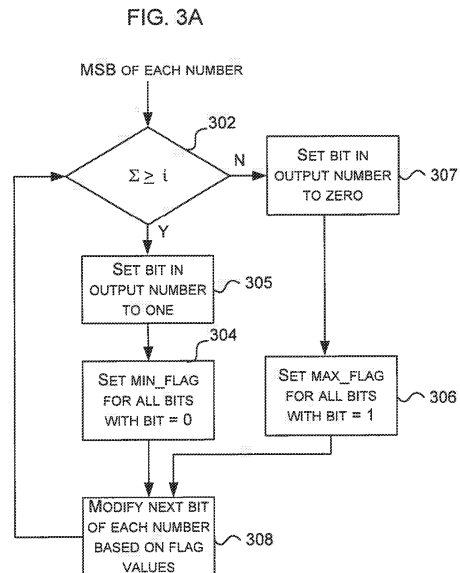 FIG. 3A
MSB OF EACH NUMBER
302
Σ ≥ i
N
SET BIT IN
OUTPUT NUMBER
TO ZERO
307
Y
SET BIT IN
OUTPUT NUMBER
TO ONE
305
304
SET MIN_FLAG
FOR ALL BITS
WITH BIT = 0
SET MAX_FLAG
FOR ALL BITS
WITH BIT = 1
306
MODIFY NEXT BIT
OF EACH NUMBER
BASED ON FLAG
VALUES
308